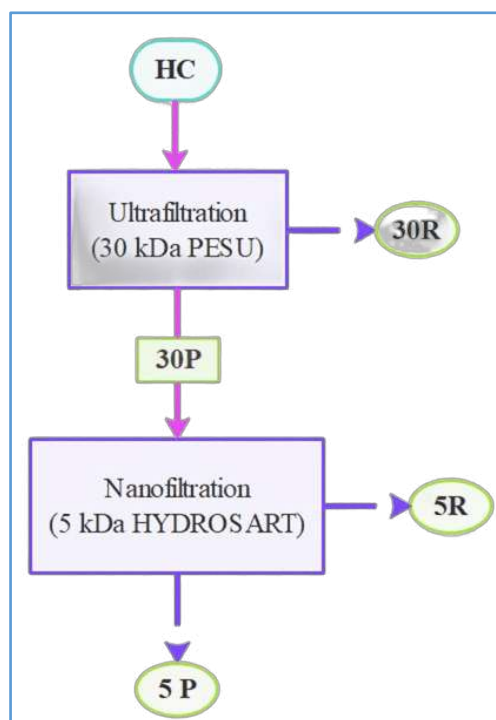 HC
Ultrafiltration
(30 kDa PESU)
30R
30P
Nanofiltration
(5 kDa HYDROSART)
5R
5 P